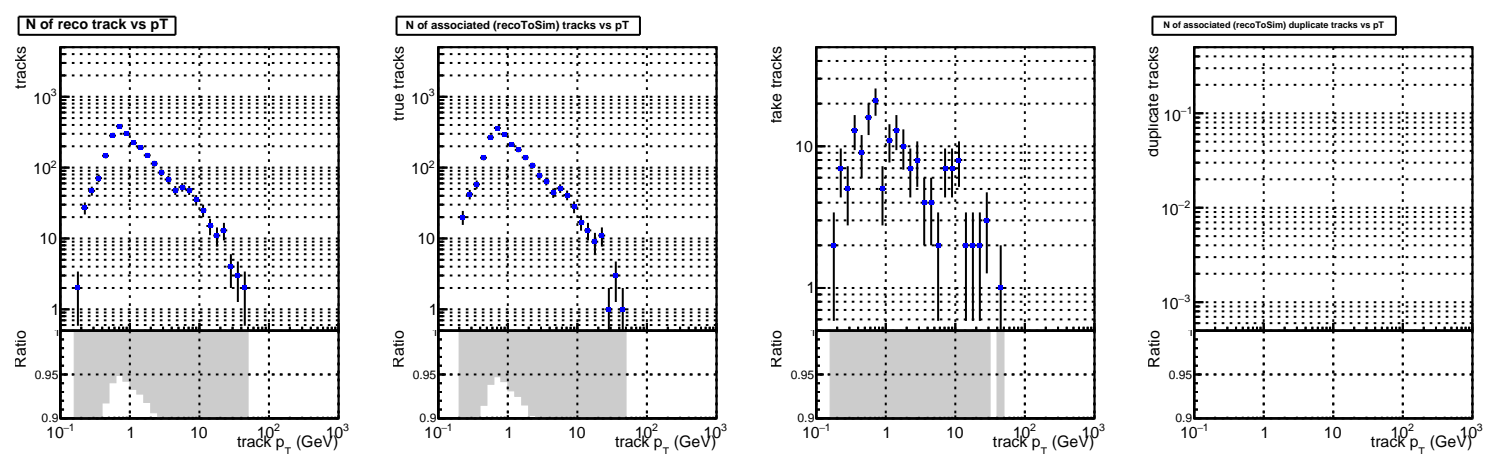 N of reco track vs pT
tracks
10³
10²
10
1
Ratio
1
0.95
0.9
10⁻¹ 1 10 10² 10³
track p_T (GeV)
N of associated (recoToSim) tracks vs pT
true tracks
10³
10²
10
1
Ratio
1
0.95
0.9
10⁻¹ 1 10 10² 10³
track p_T (GeV)
fake tracks
10
1
Ratio
1
0.95
0.9
10⁻¹ 1 10 10² 10³
track p_T (GeV)
N of associated (recoToSim) duplicate tracks vs pT
duplicate tracks
10⁻¹
10⁻²
10⁻³
Ratio
1
0.95
0.9
10⁻¹ 1 10 10² 10³
track p_T (GeV)